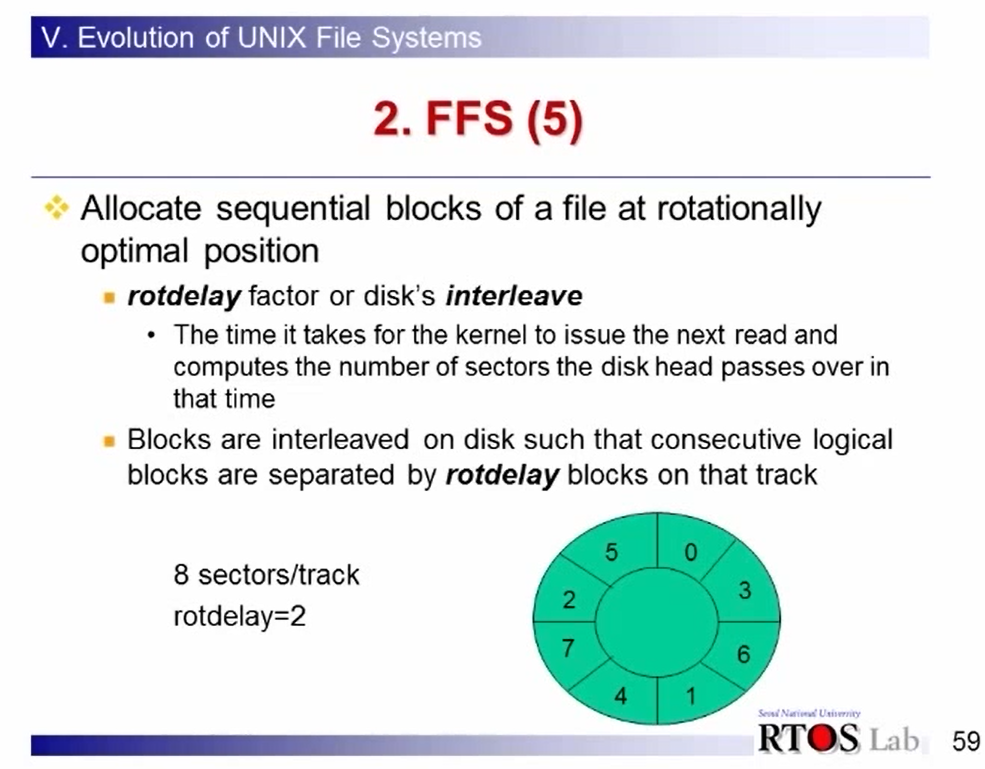 V. Evolution of UNIX File Systems
2. FFS (5)
Allocate sequential blocks of a file at rotationally
optimal position
rotdelay factor or disk's interleave
• The time it takes for the kernel to issue the next read and
computes the number of sectors the disk head passes over in
that time
Blocks are interleaved on disk such that consecutive logical
blocks are separated by rotdelay blocks on that track
8 sectors/track
rotdelay=2
5 0
2 3
7 6
4 1
Seoul National University
RTOS Lab
59